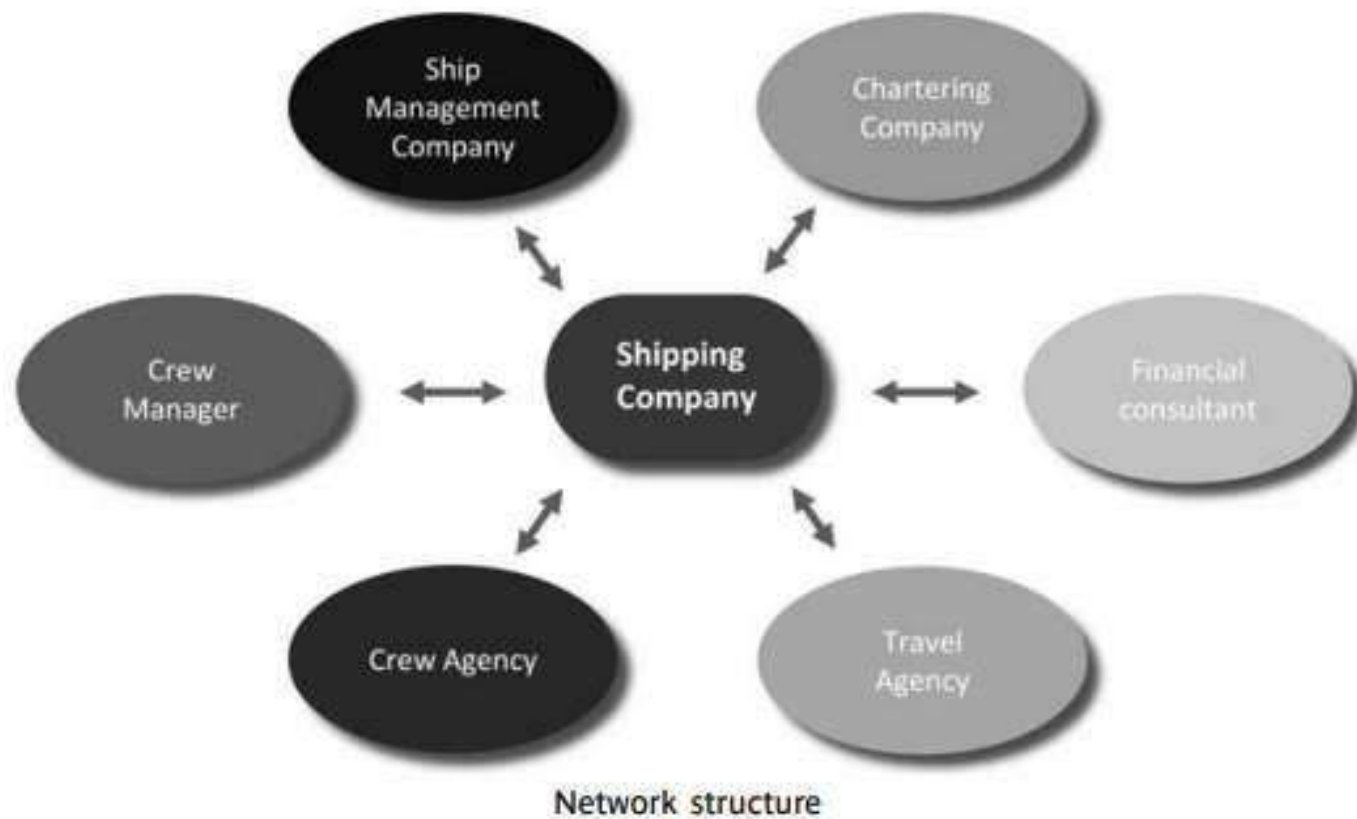 Ship
Management
Company
Chartering
Company
Crew
Manager
Shipping
Company
Financial
consultant
Crew Agency
Travel
Agency
Network structure